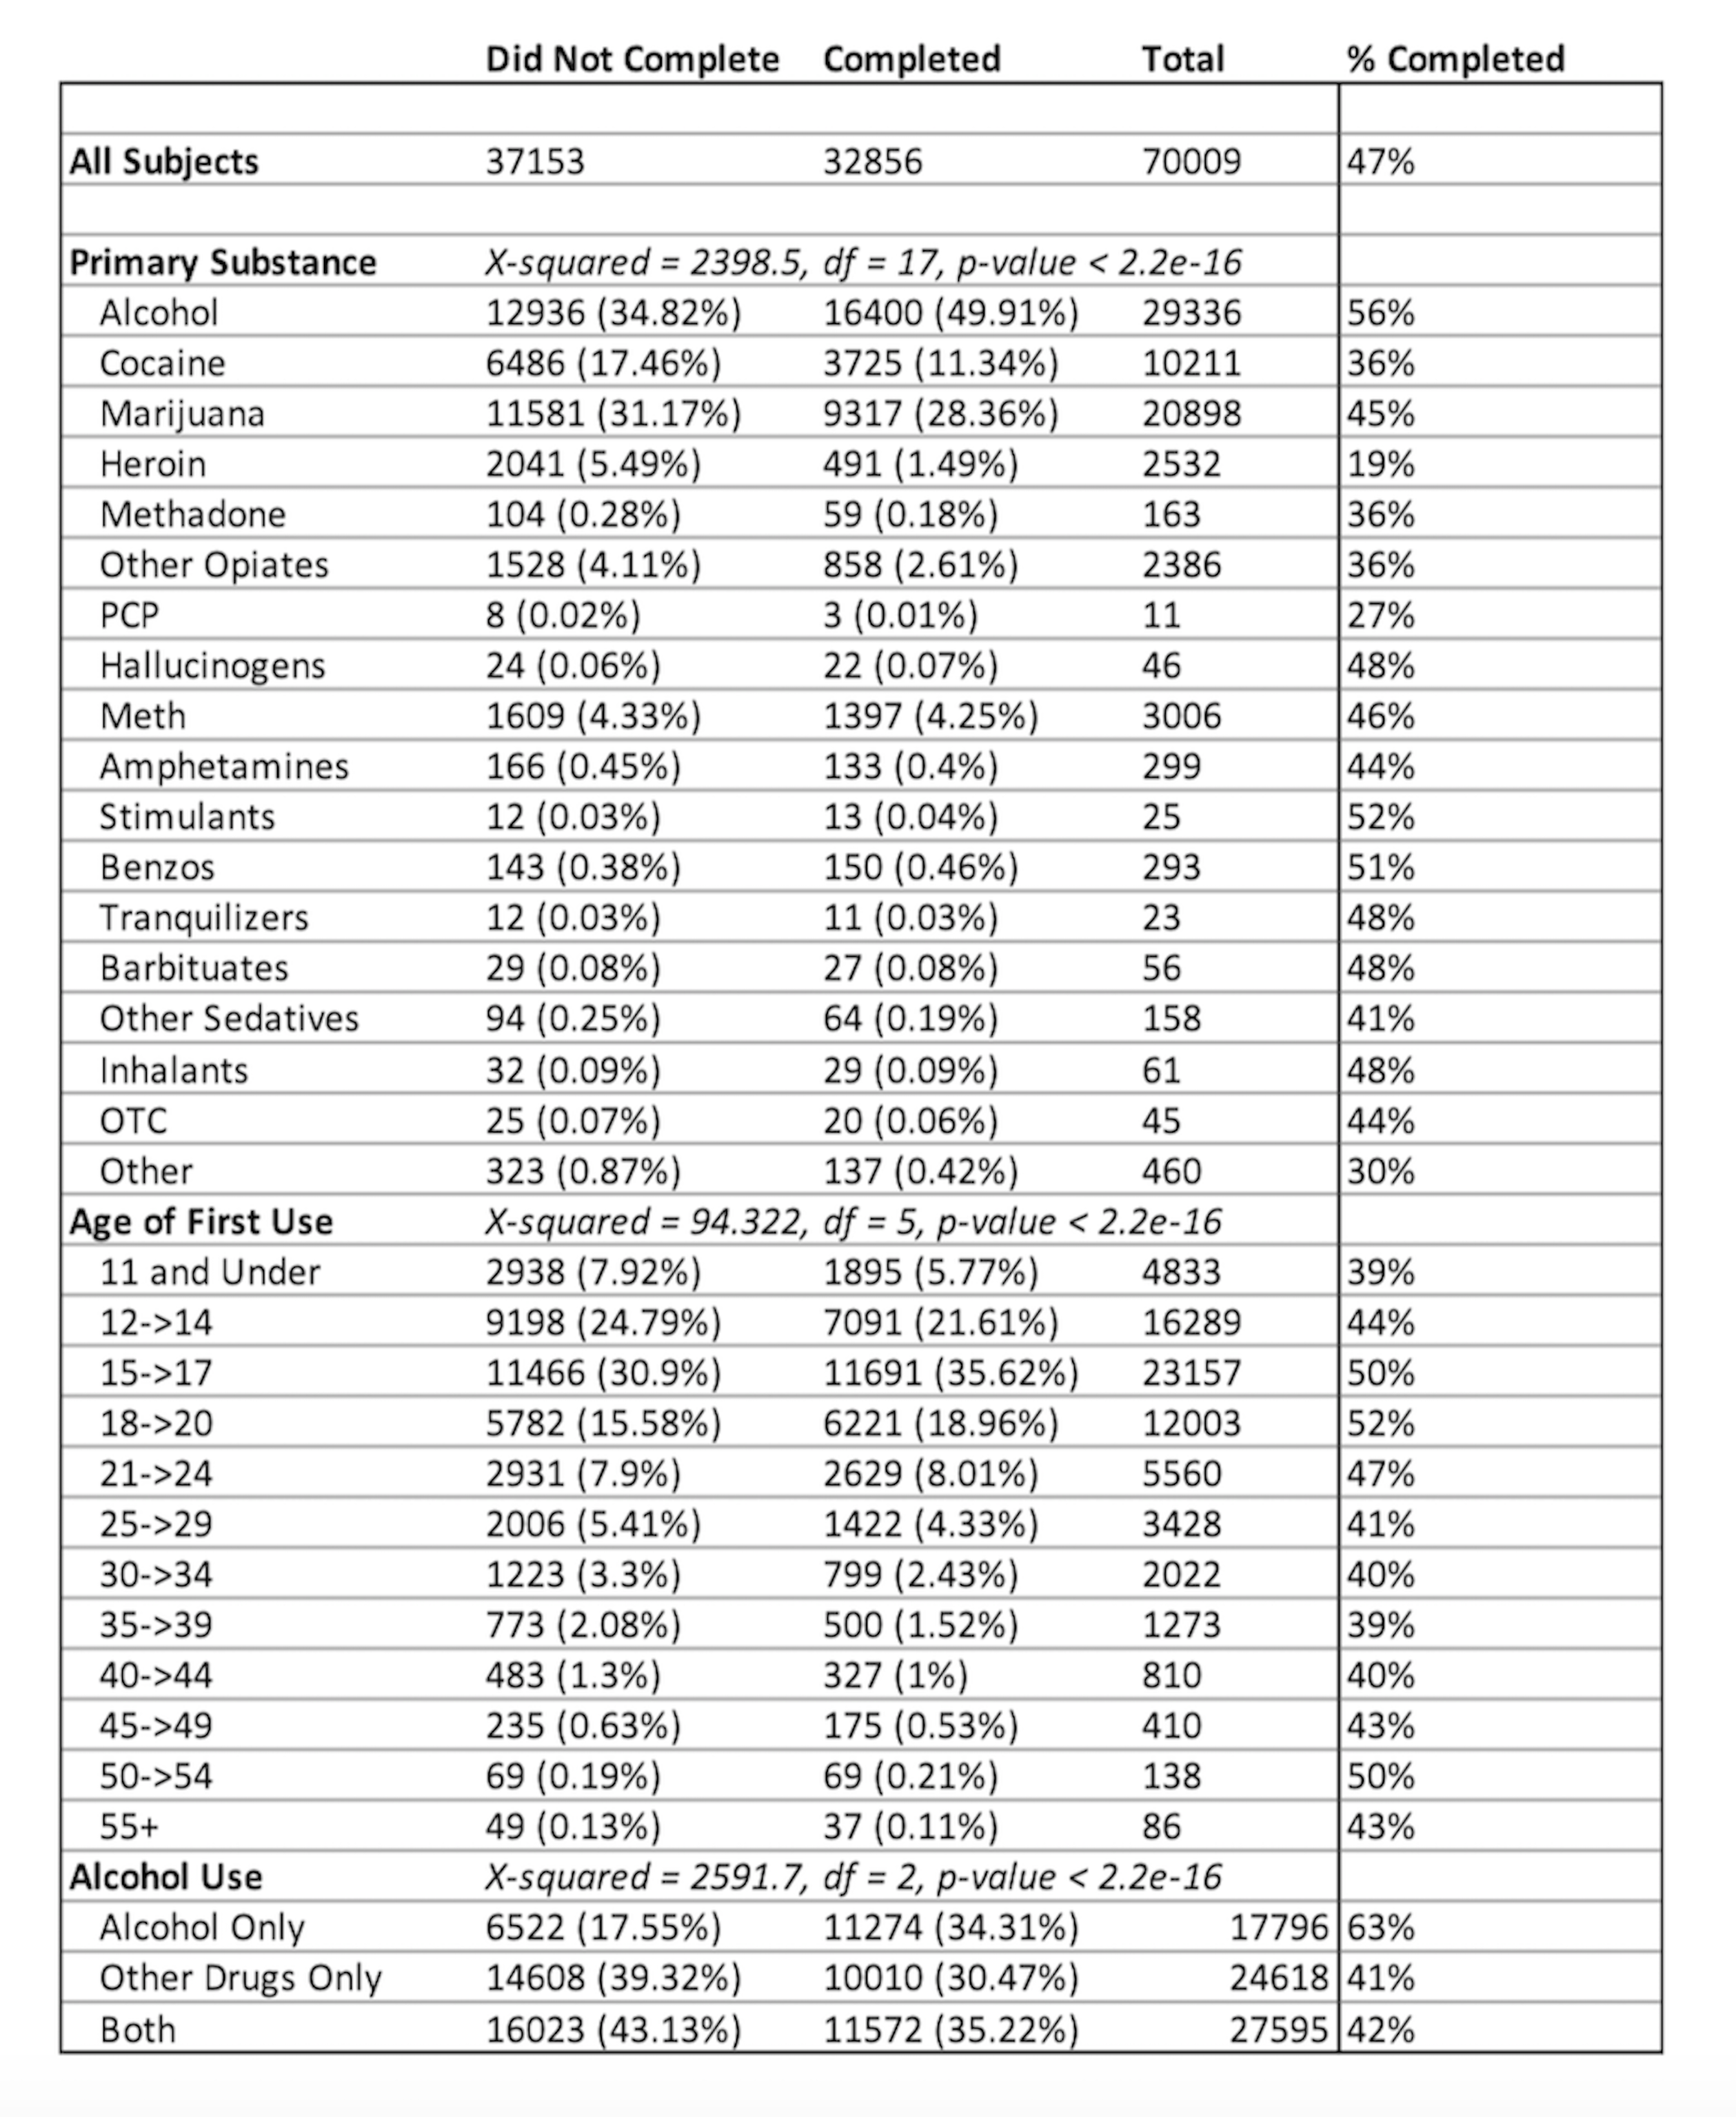 Did Not Complete Completed Total % Completed
All Subjects 37153 32856 70009 47%
Primary Substance X-squared = 2398.5, df = 17, p-value < 2.2e-16
Alcohol 12936 (34.82%) 16400 (49.91%) 29336 56%
Cocaine 6486 (17.46%) 3725 (11.34%) 10211 36%
Marijuana 11581 (31.17%) 9317 (28.36%) 20898 45%
Heroin 2041 (5.49%) 491 (1.49%) 2532 19%
Methadone 104 (0.28%) 59 (0.18%) 163 36%
Other Opiates 1528 (4.11%) 858 (2.61%) 2386 36%
PCP 8 (0.02%) 3 (0.01%) 11 27%
Hallucinogens 24 (0.06%) 22 (0.07%) 46 48%
Meth 1609 (4.33%) 1397 (4.25%) 3006 46%
Amphetamines 166 (0.45%) 133 (0.4%) 299 44%
Stimulants 12 (0.03%) 13 (0.04%) 25 52%
Benzos 143 (0.38%) 150 (0.46%) 293 51%
Tranquilizers 12 (0.03%) 11 (0.03%) 23 48%
Barbituates 29 (0.08%) 27 (0.08%) 56 48%
Other Sedatives 94 (0.25%) 64 (0.19%) 158 41%
Inhalants 32 (0.09%) 29 (0.09%) 61 48%
OTC 25 (0.07%) 20 (0.06%) 45 44%
Other 323 (0.87%) 137 (0.42%) 460 30%
Age of First Use X-squared = 94.322, df = 5, p-value < 2.2e-16
11 and Under 2938 (7.92%) 1895 (5.77%) 4833 39%
12->14 9198 (24.79%) 7091 (21.61%) 16289 44%
15->17 11466 (30.9%) 11691 (35.62%) 23157 50%
18->20 5782 (15.58%) 6221 (18.96%) 12003 52%
21->24 2931 (7.9%) 2629 (8.01%) 5560 47%
25->29 2006 (5.41%) 1422 (4.33%) 3428 41%
30->34 1223 (3.3%) 799 (2.43%) 2022 40%
35->39 773 (2.08%) 500 (1.52%) 1273 39%
40->44 483 (1.3%) 327 (1%) 810 40%
45->49 235 (0.63%) 175 (0.53%) 410 43%
50->54 69 (0.19%) 69 (0.21%) 138 50%
55+ 49 (0.13%) 37 (0.11%) 86 43%
Alcohol Use X-squared = 2591.7, df = 2, p-value < 2.2e-16
Alcohol Only 6522 (17.55%) 11274 (34.31%) 17796 63%
Other Drugs Only 14608 (39.32%) 10010 (30.47%) 24618 41%
Both 16023 (43.13%) 11572 (35.22%) 27595 42%